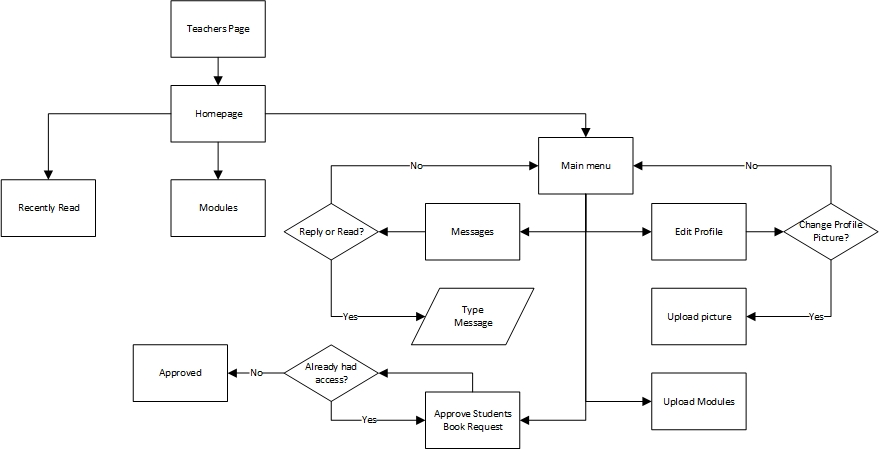 Teachers Page
Homepage
No
Main menu
No
Recently Read
Modules
Reply or Read?
Messages
Edit Profile
Change Profile
Picture?
Yes
Type
Message
Upload picture
Yes
Approved
No
Already had
access?
Yes
Approve Students
Book Request
Upload Modules